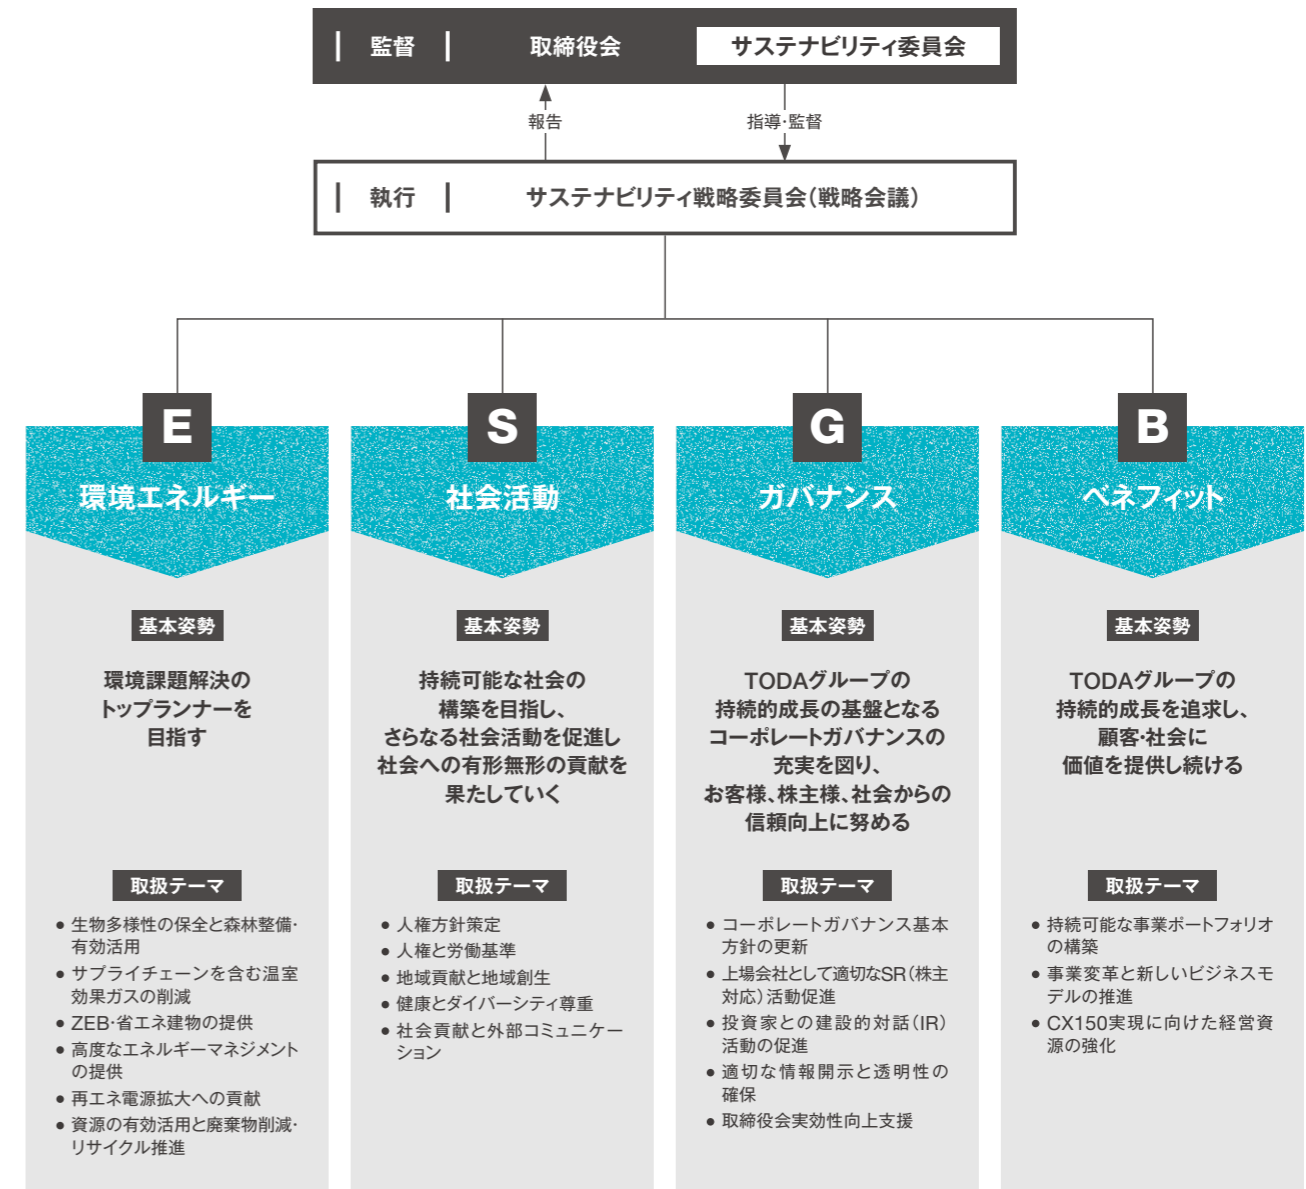 監督 取締役会 サステナビリティ委員会
報告 指導・監督
執行 サステナビリティ戦略委員会（戦略会議）
E
環境エネルギー
基本姿勢
環境課題解決の
トップランナーを
目指す
取扱テーマ
● 生物多様性の保全と森林整備・
有効活用
● サプライチェーンを含む温室
効果ガスの削減
● ZEB・省エネ建物の提供
● 高度なエネルギーマネジメント
の提供
● 再エネ電源拡大への貢献
● 資源の有効活用と廃棄物削減・
リサイクル推進
S
社会活動
基本姿勢
持続可能な社会の
構築を目指し、
さらなる社会活動を促進し
社会への有形無形の貢献を
果たしていく
取扱テーマ
● 人権方針策定
● 人権と労働基準
● 地域貢献と地域創生
● 健康とダイバーシティ尊重
● 社会貢献と外部コミュニケー
ション
G
ガバナンス
基本姿勢
TODAグループの
持続的成長の基盤となる
コーポレートガバナンスの
充実を図り、
お客様、株主様、社会からの
信頼向上に努める
取扱テーマ
● コーポレートガバナンス基本
方針の更新
● 上場会社として適切なSR（株主
対応）活動促進
● 投資家との建設的対話（IR）
活動の促進
● 適切な情報開示と透明性の
確保
● 取締役会実効性向上支援
B
ベネフィット
基本姿勢
TODAグループの
持続的成長を追求し、
顧客・社会に
価値を提供し続ける
取扱テーマ
● 持続可能な事業ポートフォリオ
の構築
● 事業変革と新しいビジネスモ
デルの推進
● CX150実現に向けた経営資
源の強化